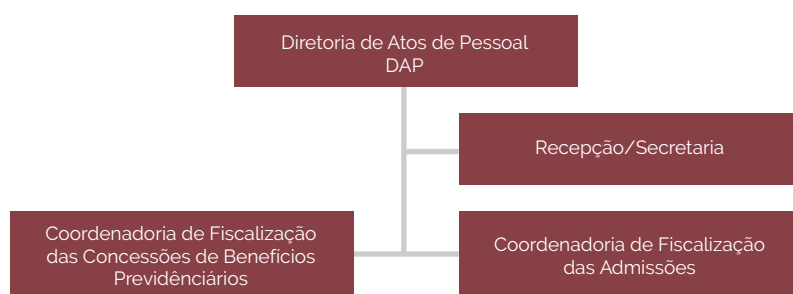 Diretoria de Atos de Pessoal
DAP
Recepção/Secretaria
Coordenadoria de Fiscalização
das Concessões de Benefícios
Previdênciários
Coordenadoria de Fiscalização
das Admissões